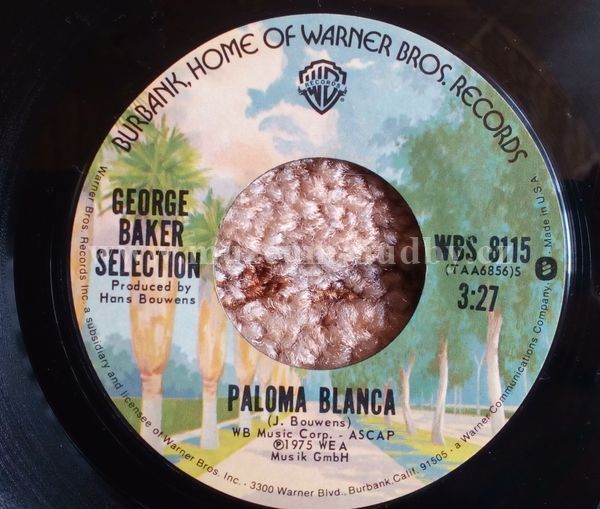 BURBANK, HOME OF WARNER BROS. RECORDS
WB
RECORDS
GEORGE
BAKER
SELECTION
Produced by
Hans Bouwens
WBS 8115
(TAA6856)S
3:27
PALOMA BLANCA
(J. Bouwens)
WB Music Corp. - ASCAP
Ⓟ1975 WEA
Musik GmbH
Warner Bros. Records Inc. a subsidiary and licensee of Warner Bros. Inc. · 3300 Warner Blvd., Burbank, Calif. 91505 · a Warner Communications Company. Made in U.S.A.